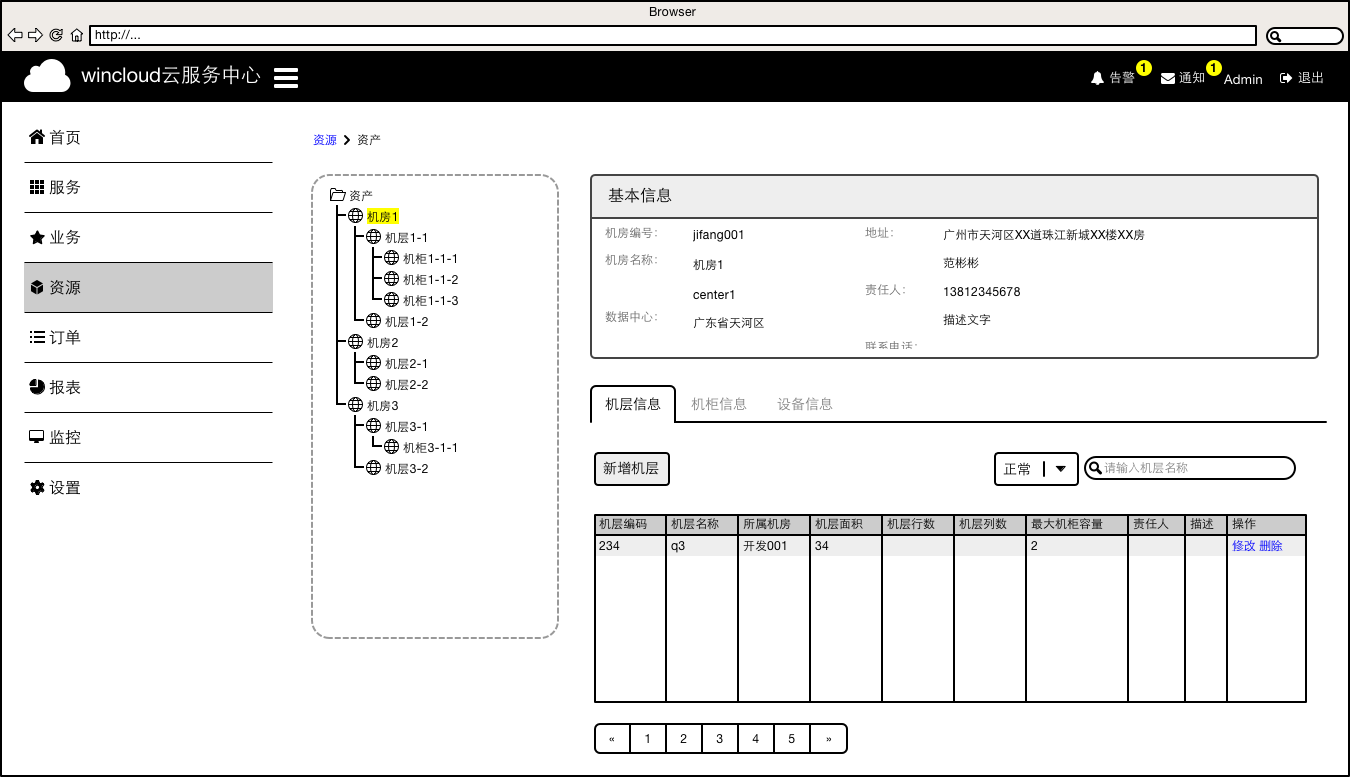 Browser
http://...
wincloud云服务中心
告警 1 通知 1 Admin 退出
首页
服务
业务
资源
订单
报表
监控
设置
资源 > 资产
资产
机房1
机层1-1
机柜1-1-1
机柜1-1-2
机柜1-1-3
机层1-2
机房2
机层2-1
机层2-2
机房3
机层3-1
机柜3-1-1
机层3-2
基本信息
机房编号: jifang001
机房名称: 机房1
center1
数据中心: 广东省天河区
地址: 广州市天河区XX道珠江新城XX楼XX房
范彬彬
责任人: 13812345678
描述文字
联系电话:
机层信息 机柜信息 设备信息
新增机层 正常 请输入机层名称
机层编码 机层名称 所属机房 机层面积 机层行数 机层列数 最大机柜容量 责任人 描述 操作
234 q3 开发001 34 2 修改 删除
« 1 2 3 4 5 »